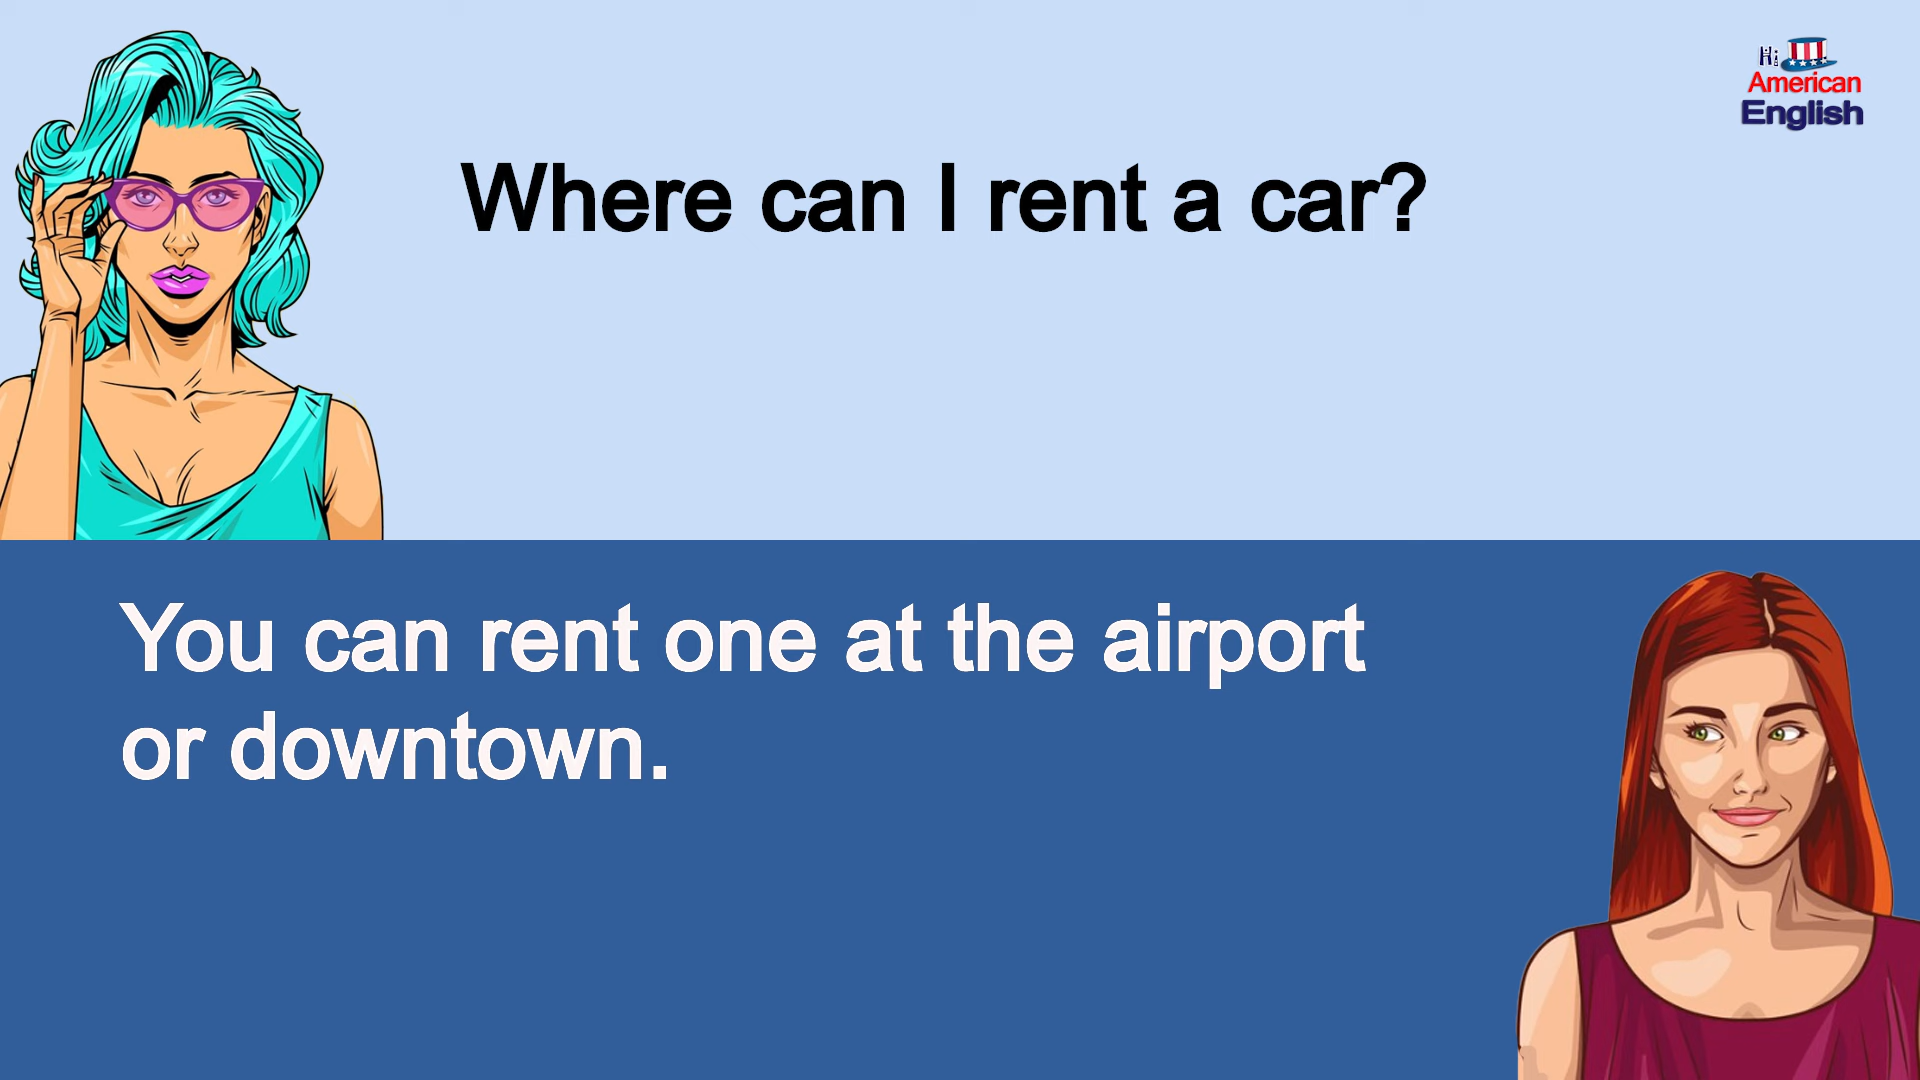 Hi
American
English
Where can I rent a car?
You can rent one at the airport
or downtown.